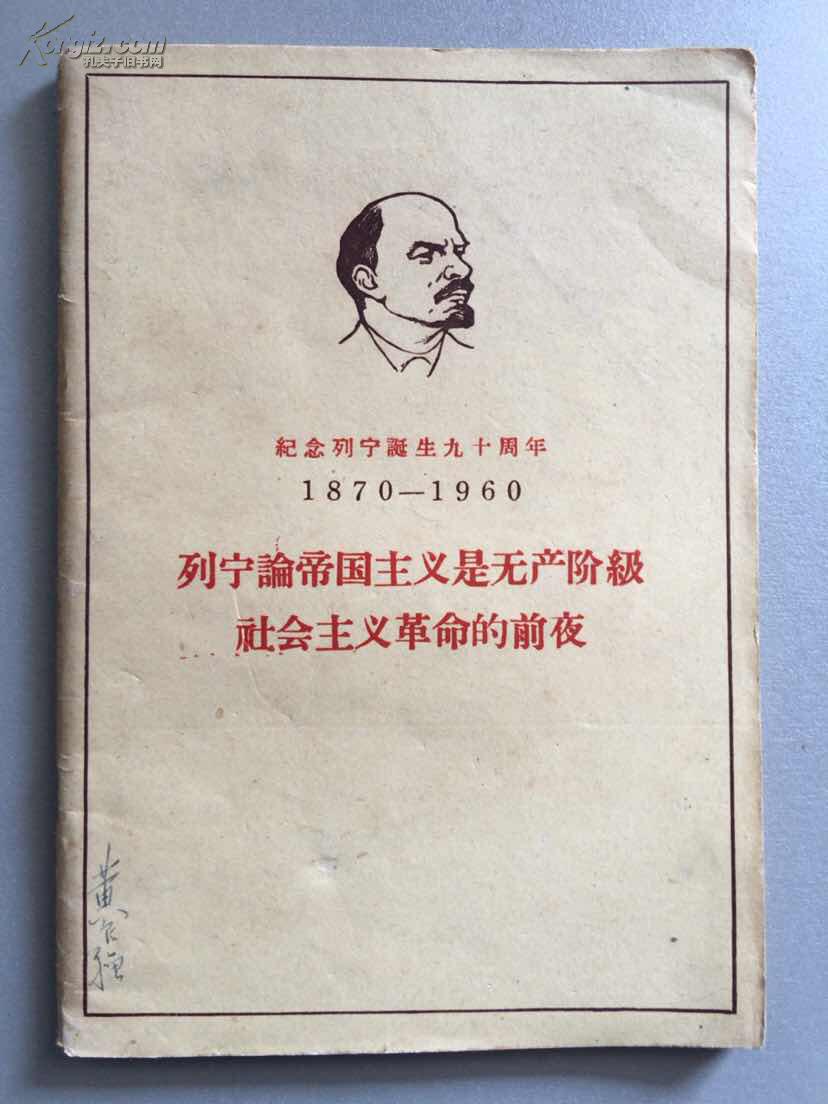 Kongfz.com
孔夫子旧书网
紀念列宁誕生九十周年
1870—1960
列宁論帝国主义是无产阶級
社会主义革命的前夜
黄